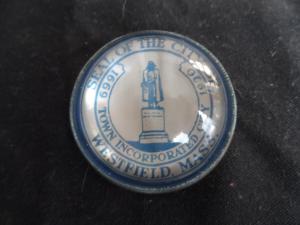 SEAL OF THE CITY
1669
1920
TOWN INCORPORATED
WESTFIELD, MASS.